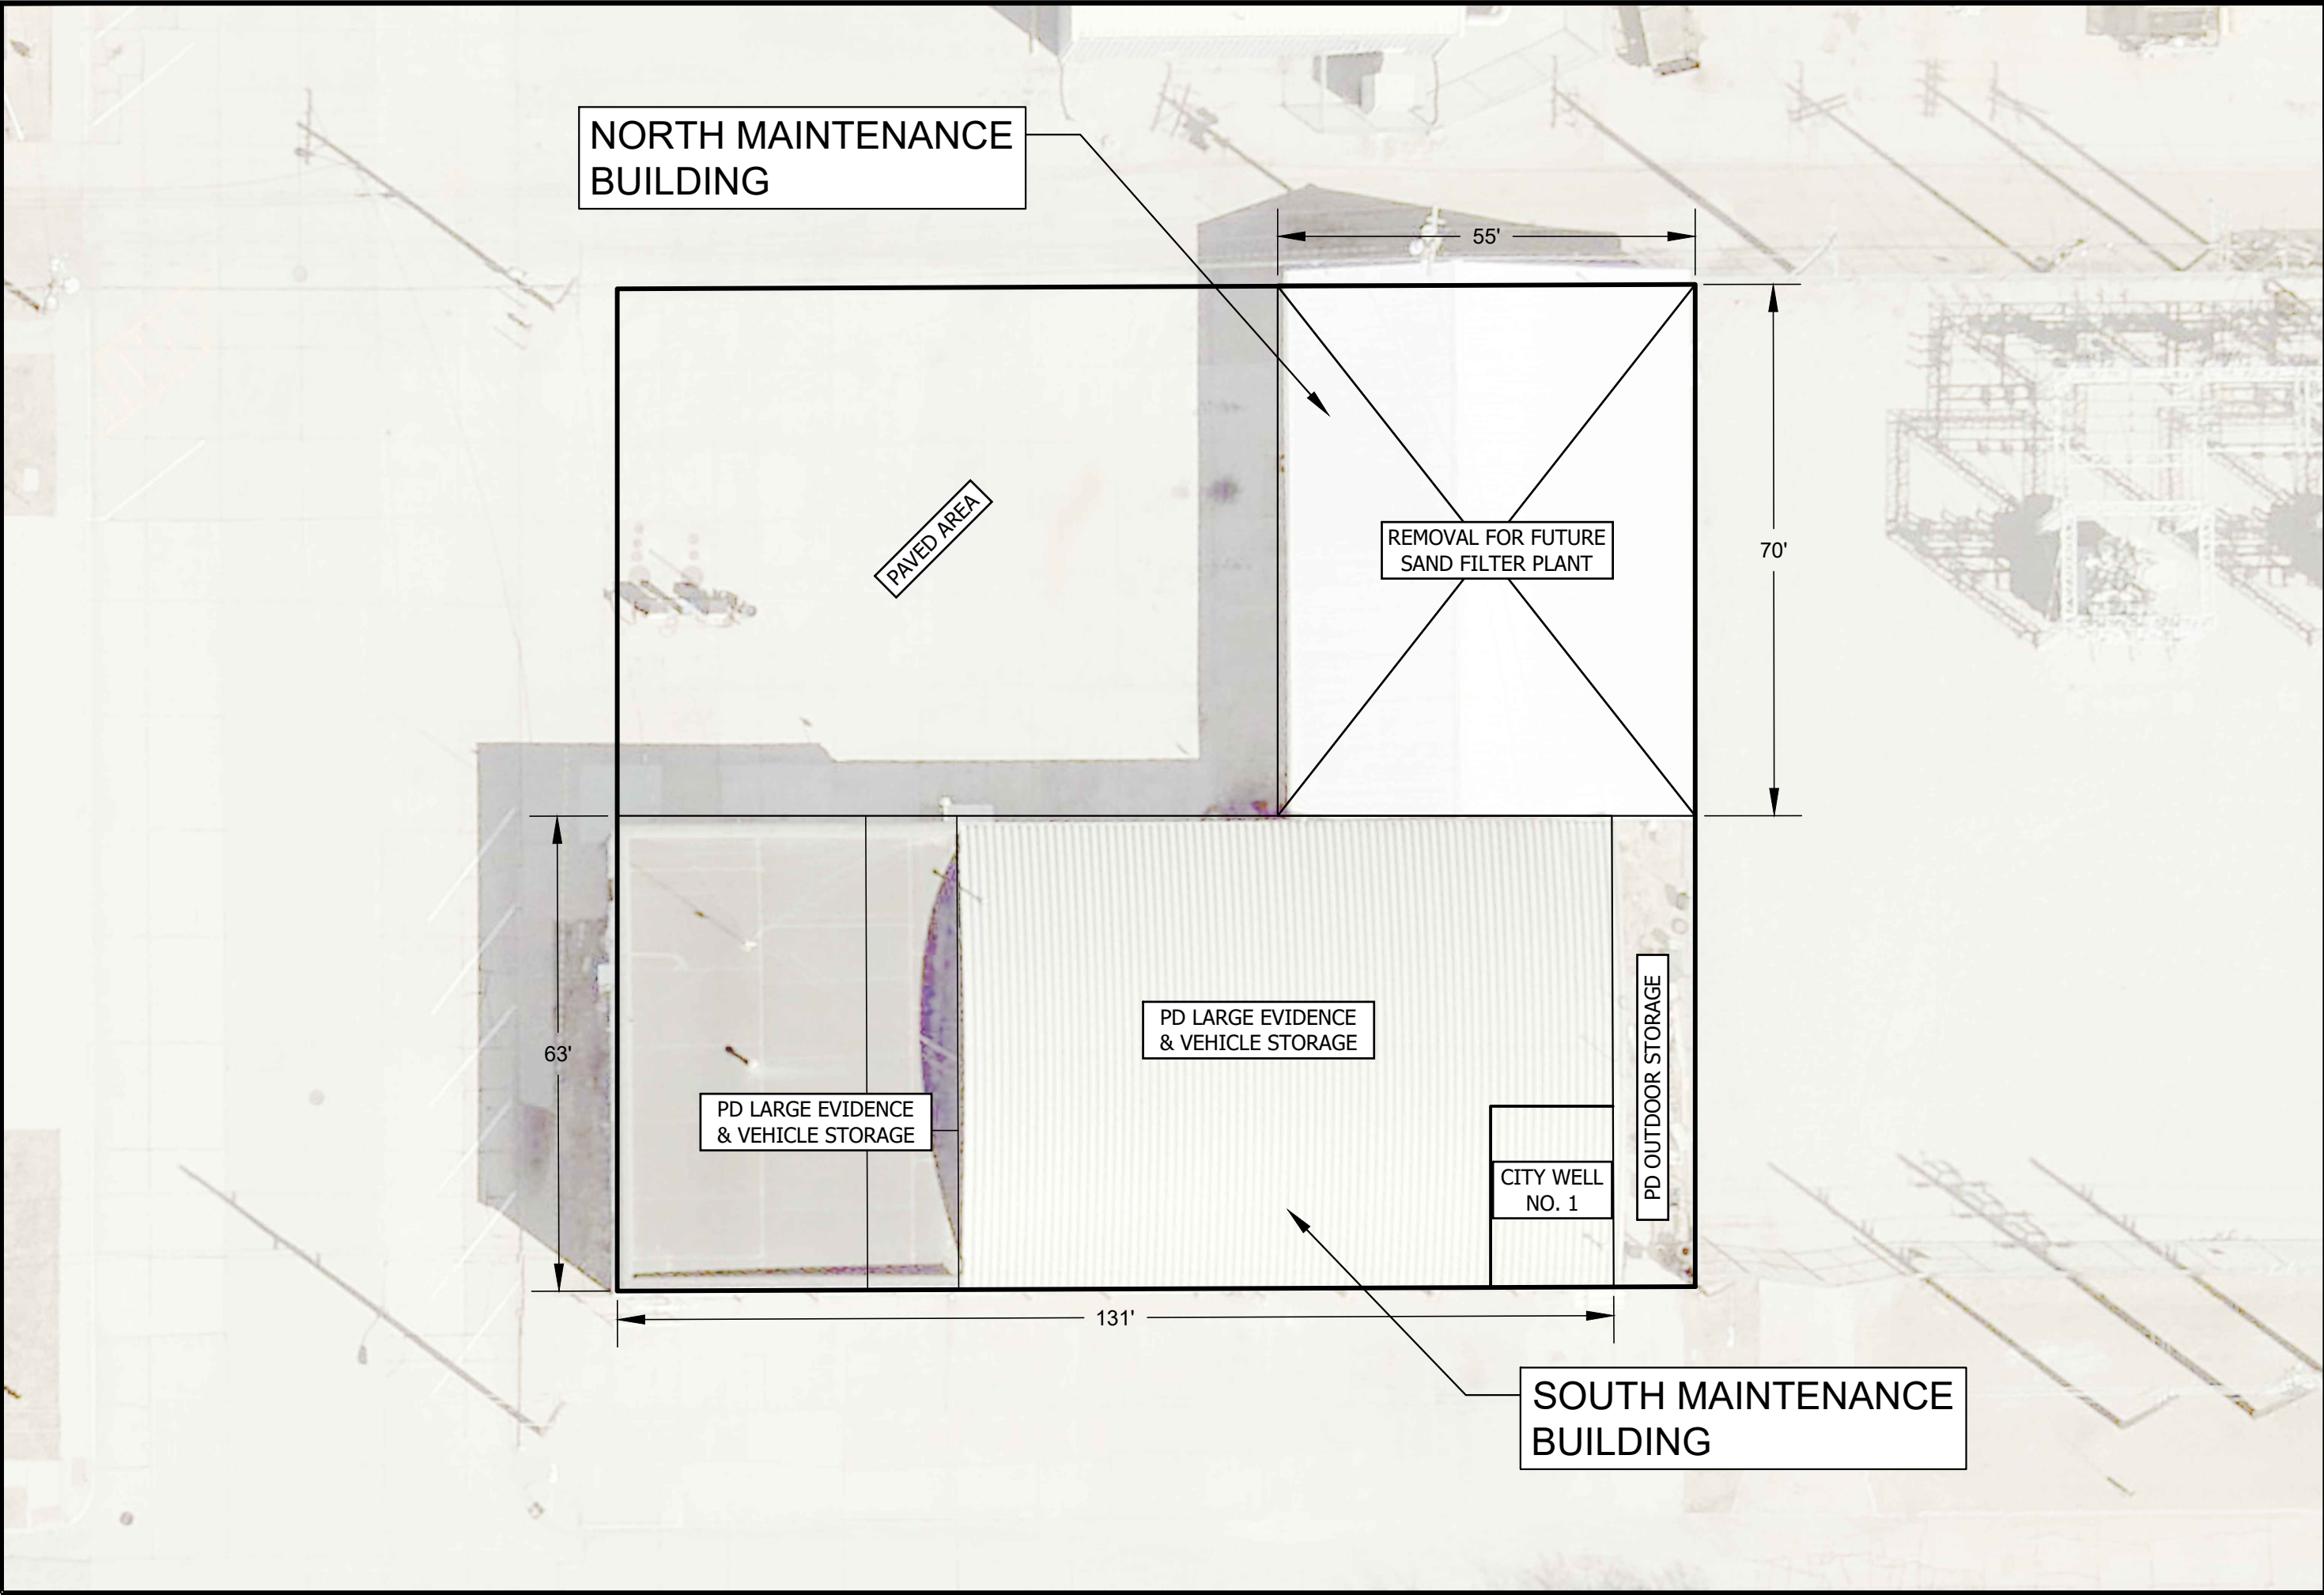 NORTH MAINTENANCE
BUILDING
55'
PAVED AREA
REMOVAL FOR FUTURE
SAND FILTER PLANT
70'
63'
PD LARGE EVIDENCE
& VEHICLE STORAGE
PD LARGE EVIDENCE
& VEHICLE STORAGE
CITY WELL
NO. 1
PD OUTDOOR STORAGE
131'
SOUTH MAINTENANCE
BUILDING